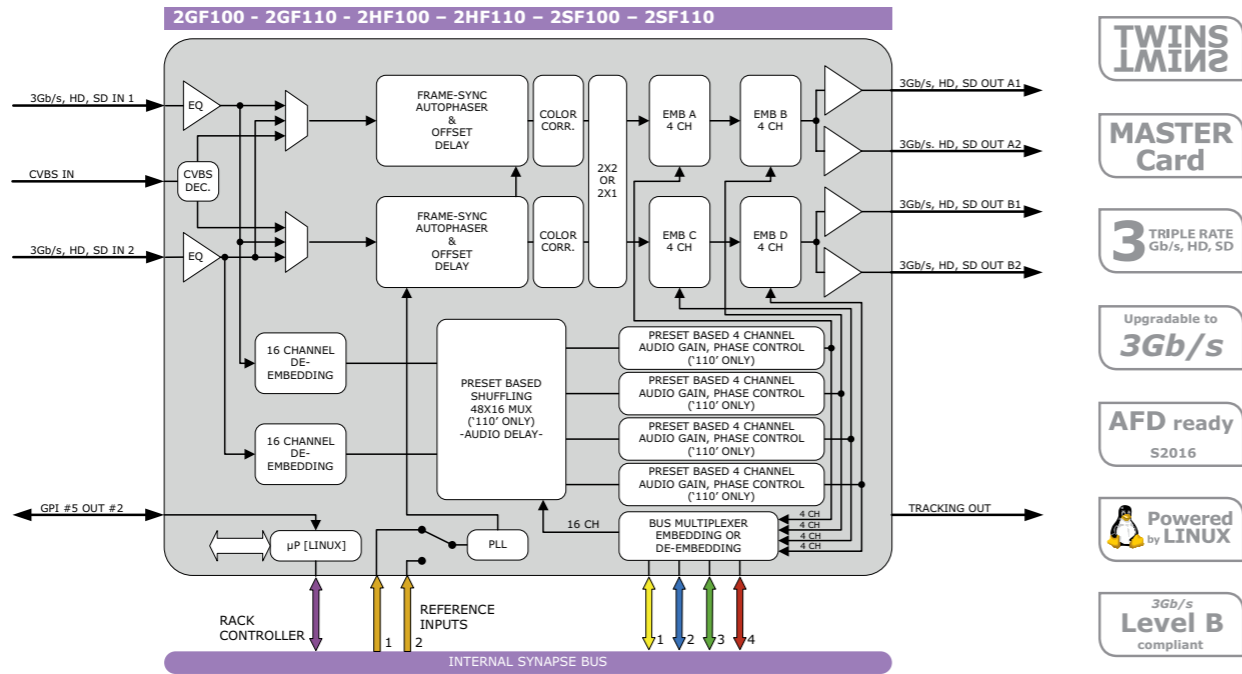 2GF100 - 2GF110 - 2HF100 – 2HF110 – 2SF100 – 2SF110
3Gb/s, HD, SD IN 1
CVBS IN
3Gb/s, HD, SD IN 2
GPI #5 OUT #2
EQ
CVBS
DEC.
EQ
FRAME-SYNC
AUTOPHASER
&
OFFSET
DELAY
COLOR
CORR.
FRAME-SYNC
AUTOPHASER
&
OFFSET
DELAY
COLOR
CORR.
2X2
OR
2X1
EMB A
4 CH
EMB B
4 CH
EMB C
4 CH
EMB D
4 CH
3Gb/s, HD, SD OUT A1
3Gb/s. HD, SD OUT A2
3Gb/s, HD, SD OUT B1
3Gb/s, HD, SD OUT B2
16 CHANNEL
DE-
EMBEDDING
16 CHANNEL
DE-
EMBEDDING
PRESET BASED
SHUFFLING
48X16 MUX
(‘110’ ONLY)
-AUDIO DELAY-
PRESET BASED 4 CHANNEL
AUDIO GAIN, PHASE CONTROL
(‘110’ ONLY)
PRESET BASED 4 CHANNEL
AUDIO GAIN, PHASE CONTROL
(‘110’ ONLY)
PRESET BASED 4 CHANNEL
AUDIO GAIN, PHASE CONTROL
(‘110’ ONLY)
PRESET BASED 4 CHANNEL
AUDIO GAIN, PHASE CONTROL
(‘110’ ONLY)
TRACKING OUT
µP [LINUX]
PLL
16 CH
BUS MULTIPLEXER
EMBEDDING OR
DE-EMBEDDING
4 CH
4 CH
4 CH
4 CH
RACK
CONTROLLER
1
2
REFERENCE
INPUTS
1
2
3
4
INTERNAL SYNAPSE BUS
TWINS
TWINS
MASTER
Card
3 TRIPLE RATE
Gb/s, HD, SD
Upgradable to
3Gb/s
AFD ready
S2016
Powered
by LINUX
3Gb/s
Level B
compliant